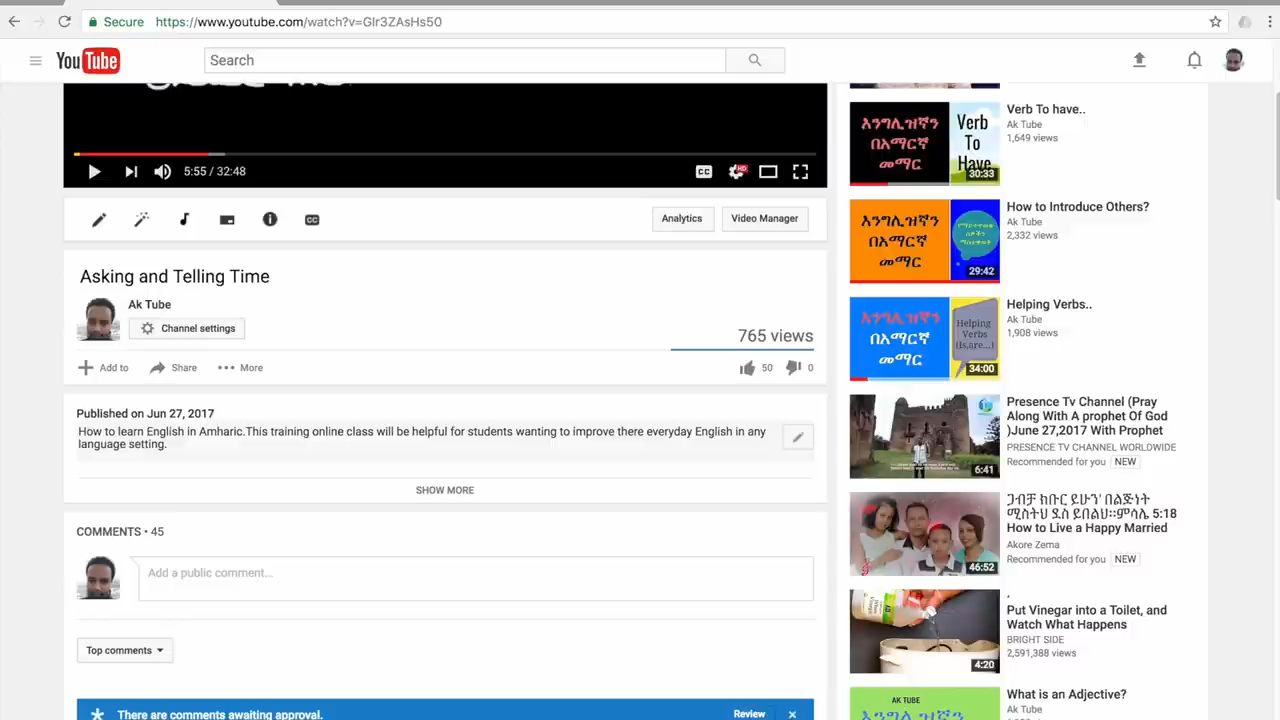 Secure https://www.youtube.com/watch?v=GIr3ZAsHs50
YouTube
Search
5:55 / 32:48
CC
HD
Analytics
Video Manager
Asking and Telling Time
Ak Tube
Channel settings
765 views
Add to
Share
More
50
0
Published on Jun 27, 2017
How to learn English in Amharic.This training online class will be helpful for students wanting to improve there everyday English in any
language setting.
SHOW MORE
COMMENTS • 45
Add a public comment...
Top comments
There are comments awaiting approval.
Review
እንግሊዝኛን
በአማርኛ
መማር
Verb
To
Have
30:33
Verb To have..
Ak Tube
1,649 views
እንግሊዝኛን
በአማርኛ
መማር
29:42
How to Introduce Others?
Ak Tube
2,332 views
እንግሊዝኛን
በአማርኛ
መማር
Helping
Verbs
(Is,are...)
34:00
Helping Verbs..
Ak Tube
1,908 views
6:41
Presence Tv Channel (Pray
Along With A prophet Of God
)June 27,2017 With Prophet
PRESENCE TV CHANNEL WORLDWIDE
Recommended for you NEW
46:52
ጋብቻ ክቡር ይሁን' በልጅነት
ሚስትህ ደስ ይበልህ።ምሳሌ 5:18
How to Live a Happy Married
Akore Zema
Recommended for you NEW
4:20
.
Put Vinegar into a Toilet, and
Watch What Happens
BRIGHT SIDE
2,591,388 views
AK TUBE
What is an Adjective?
Ak Tube